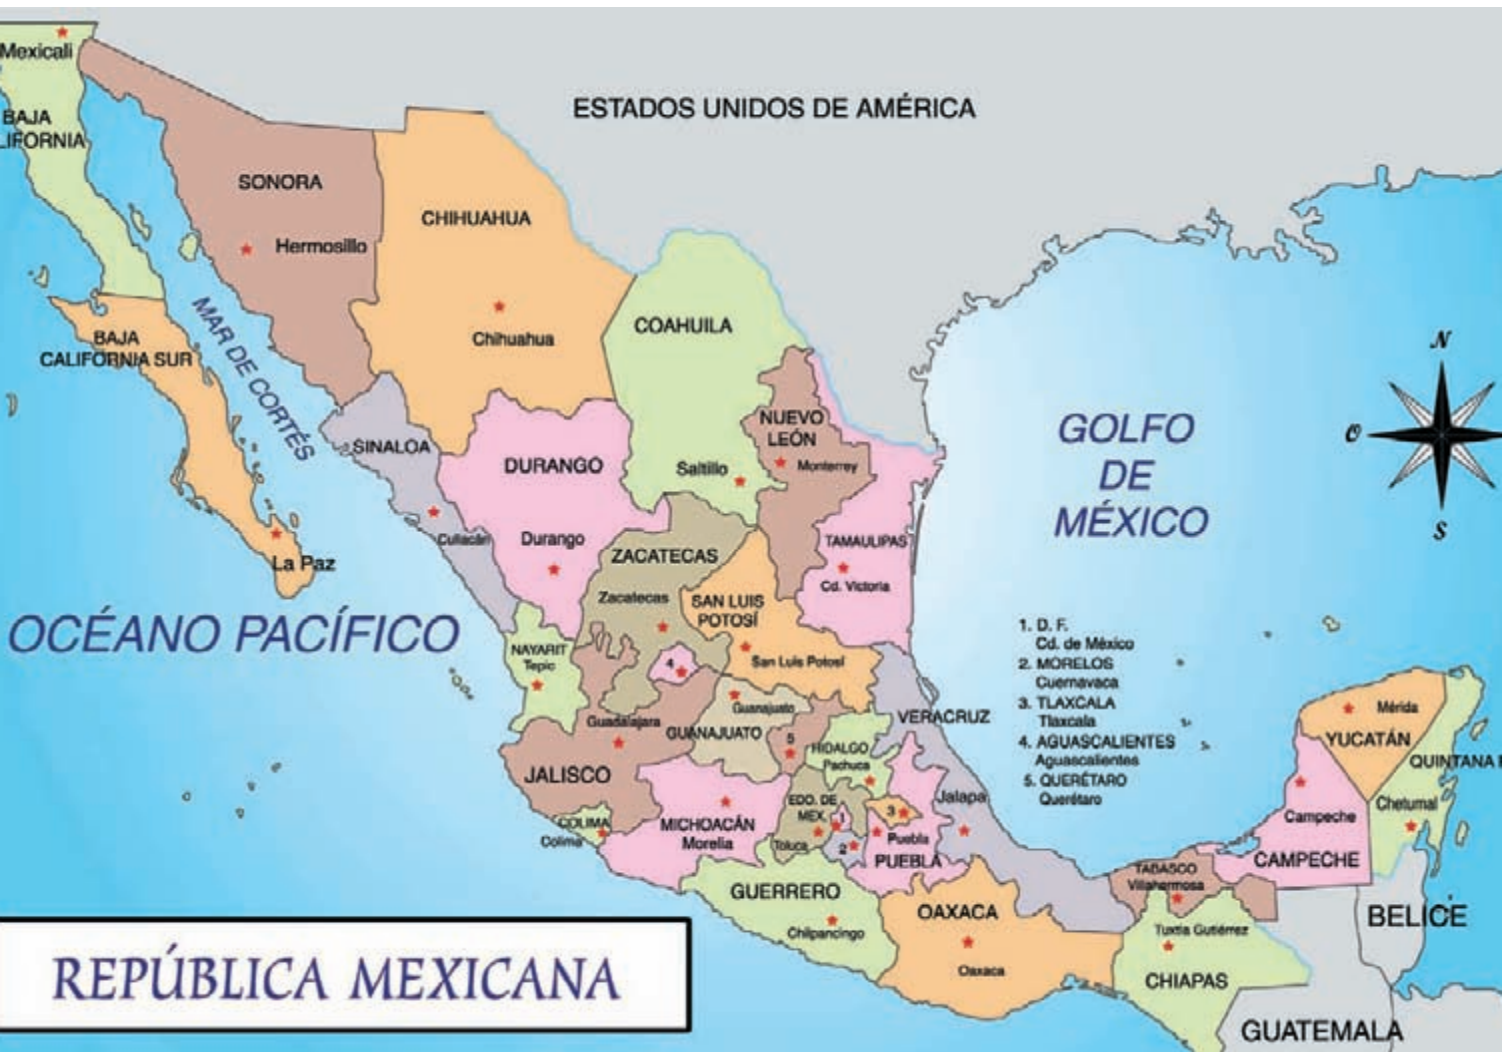 Mexicali
BAJA
LIFORNIA
ESTADOS UNIDOS DE AMÉRICA
SONORA
Hermosillo
CHIHUAHUA
Chihuahua
COAHUILA
Saltillo
NUEVO
LEÓN
Monterrey
BAJA
CALIFORNIA SUR
La Paz
MAR DE CORTÉS
SINALOA
Culiacán
DURANGO
Durango
ZACATECAS
Zacatecas
SAN LUIS
POTOSÍ
San Luis Potosí
TAMAULIPAS
Cd. Victoria
GOLFO
DE
MÉXICO
N
O
S
OCÉANO PACÍFICO
NAYARIT
Tepic
4
Guadalajara
JALISCO
Guanajuato
GUANAJUATO
5
HIDALGO
Pachuca
VERACRUZ
Jalapa
COLIMA
Colima
MICHOACÁN
Morelia
EDO. DE
MEX.
Toluca
1
2
3
Puebla
PUEBLA
GUERRERO
Chilpancingo
OAXACA
Oaxaca
1. D. F.
Cd. de México
2. MORELOS
Cuernavaca
3. TLAXCALA
Tlaxcala
4. AGUASCALIENTES
Aguascalientes
5. QUERÉTARO
Querétaro
Mérida
YUCATÁN
QUINTANA
Chetumal
Campeche
CAMPECHE
TABASCO
Villahermosa
Tuxtla Gutiérrez
CHIAPAS
BELICE
GUATEMALA
REPÚBLICA MEXICANA